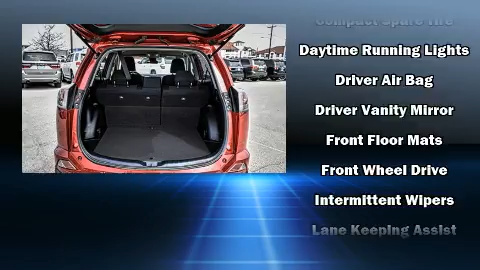 Compact Spare Tire
Daytime Running Lights
Driver Air Bag
Driver Vanity Mirror
Front Floor Mats
Front Wheel Drive
Intermittent Wipers
Lane Keeping Assist